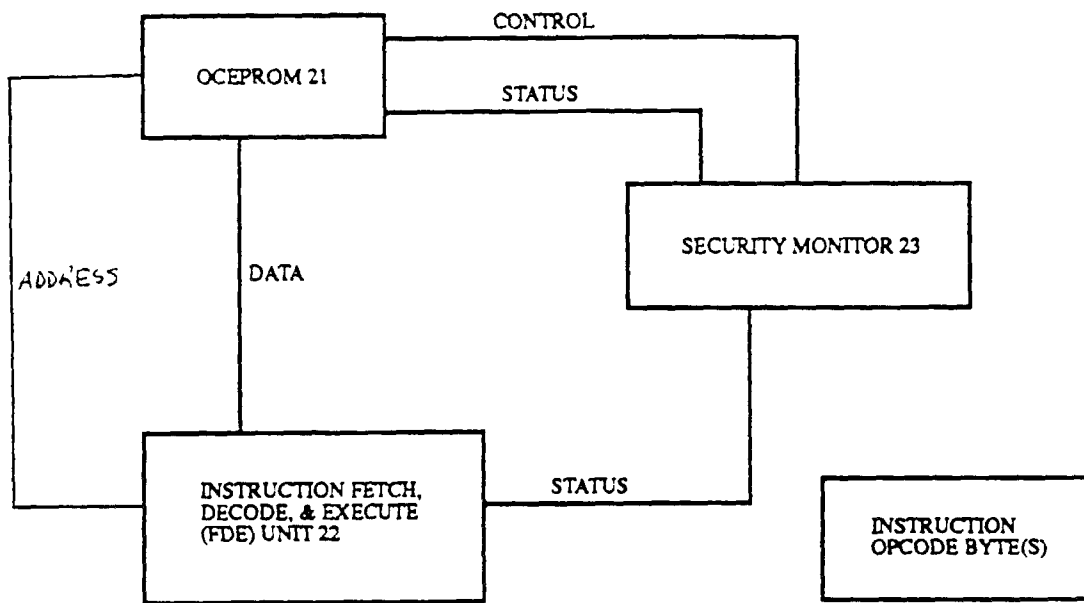 CONTROL
OCEPROM 21
STATUS
SECURITY MONITOR 23
ADDRESS
DATA
INSTRUCTION FETCH,
DECODE, & EXECUTE
(FDE) UNIT 22
STATUS
INSTRUCTION
OPCODE BYTE(S)